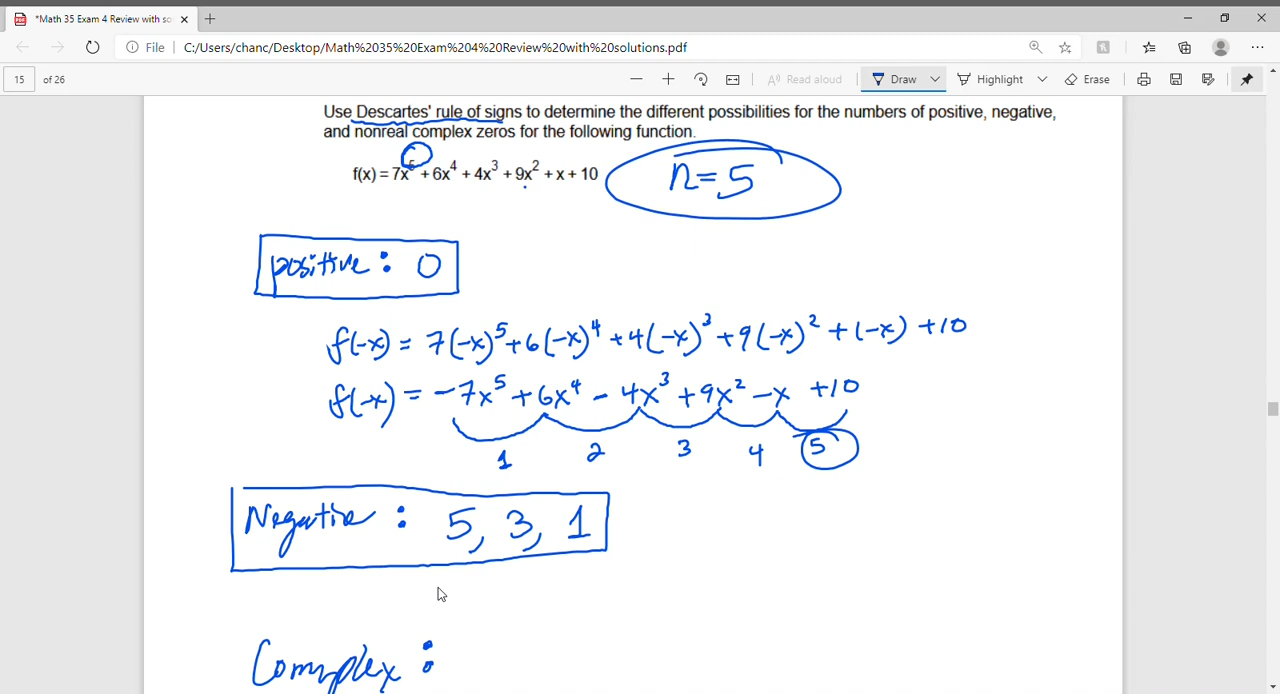 *Math 35 Exam 4 Review with so
File C:/Users/chanc/Desktop/Math%2035%20Exam%204%20Review%20with%20solutions.pdf
15 of 26 Read aloud Draw Highlight Erase
Use Descartes' rule of signs to determine the different possibilities for the numbers of positive, negative,
and nonreal complex zeros for the following function.
f(x) = 7x⁵ + 6x⁴ + 4x³ + 9x² + x + 10
n = 5
positive : 0
f(-x) = 7(-x)⁵ + 6(-x)⁴ + 4(-x)³ + 9(-x)² + (-x) + 10
f(-x) = -7x⁵ + 6x⁴ - 4x³ + 9x² - x + 10
1 2 3 4 5
Negative : 5, 3, 1
Complex :